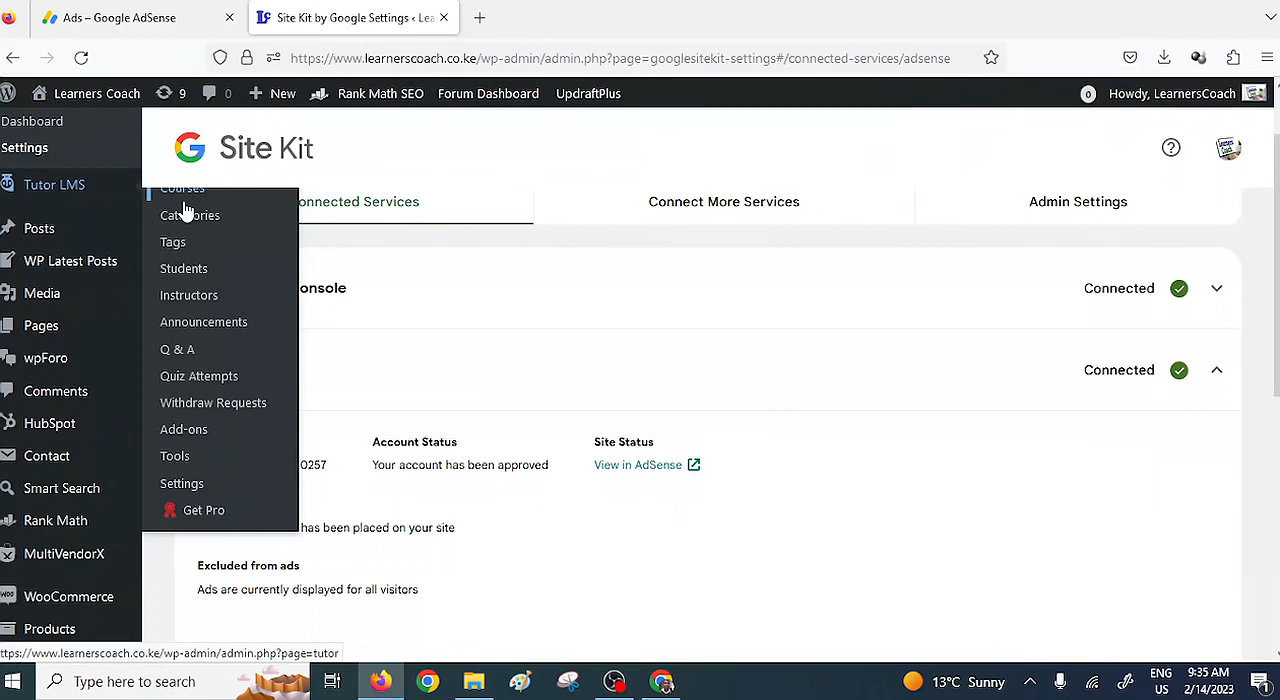 Ads – Google AdSense
Site Kit by Google Settings ‹ Lea
https://www.learnerscoach.co.ke/wp-admin/admin.php?page=googlesitekit-settings#/connected-services/adsense
Learners Coach 9 0 New Rank Math SEO Forum Dashboard UpdraftPlus 0 Howdy, LearnersCoach
Dashboard
Settings
Tutor LMS
Posts
WP Latest Posts
Media
Pages
wpForo
Comments
HubSpot
Contact
Smart Search
Rank Math
MultiVendorX
WooCommerce
Products
Courses
Categories
Tags
Students
Instructors
Announcements
Q & A
Quiz Attempts
Withdraw Requests
Add-ons
Tools
Settings
Get Pro
Site Kit
onnected Services Connect More Services Admin Settings
onsole Connected
Connected
Account Status Site Status
0257 Your account has been approved View in AdSense
has been placed on your site
Excluded from ads
Ads are currently displayed for all visitors
ttps://www.learnerscoach.co.ke/wp-admin/admin.php?page=tutor
Type here to search
13°C Sunny
ENG
US
9:35 AM
2/14/2023
1